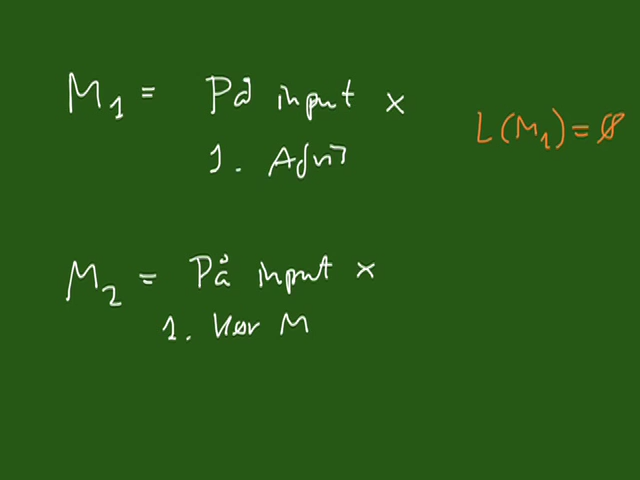 M₁ = På input x
L(M₁) = ∅
1. Afvis
M₂ = På input x
1. Kør M